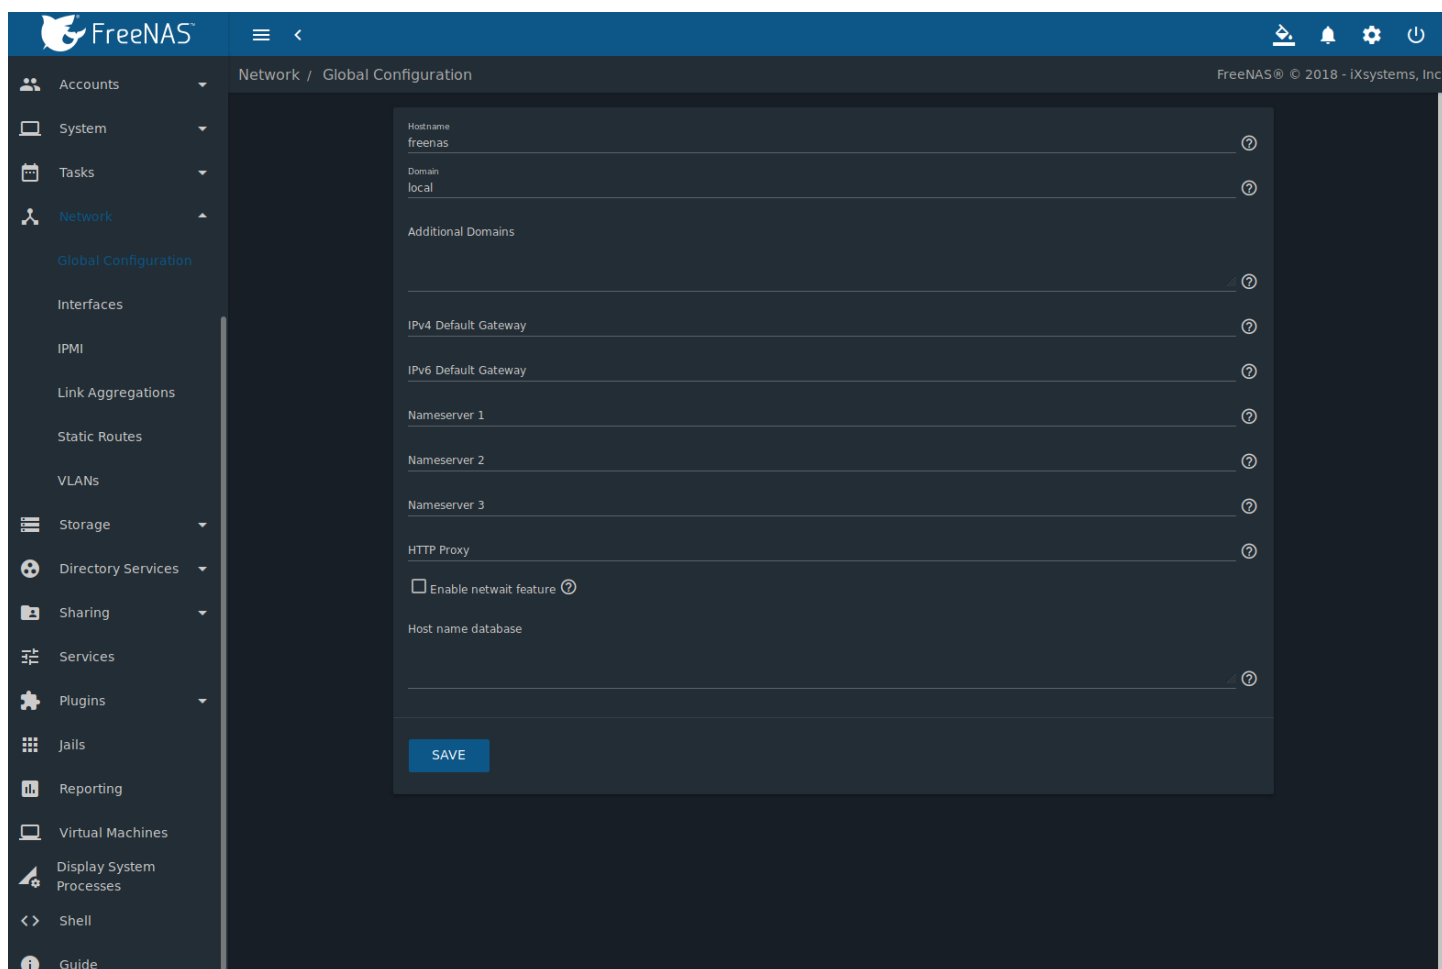 FreeNAS™
Network / Global Configuration
FreeNAS® © 2018 - iXsystems, Inc
Accounts
System
Tasks
Network
Global Configuration
Interfaces
IPMI
Link Aggregations
Static Routes
VLANs
Storage
Directory Services
Sharing
Services
Plugins
Jails
Reporting
Virtual Machines
Display System
Processes
Shell
Guide
Hostname
freenas
Domain
local
Additional Domains
IPv4 Default Gateway
IPv6 Default Gateway
Nameserver 1
Nameserver 2
Nameserver 3
HTTP Proxy
Enable netwait feature
Host name database
SAVE